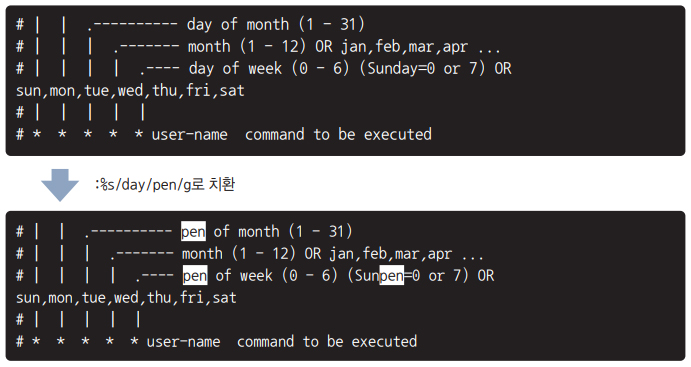 # |  |  .---------- day of month (1 - 31)
# |  |  |  .------- month (1 - 12) OR jan,feb,mar,apr ...
# |  |  |  |  .---- day of week (0 - 6) (Sunday=0 or 7) OR
sun,mon,tue,wed,thu,fri,sat
# |  |  |  |  |
# *  *  *  *  * user-name  command to be executed
:%s/day/pen/g로 치환
# |  |  .---------- pen of month (1 - 31)
# |  |  |  .------- month (1 - 12) OR jan,feb,mar,apr ...
# |  |  |  |  .---- pen of week (0 - 6) (Sunpen=0 or 7) OR
sun,mon,tue,wed,thu,fri,sat
# |  |  |  |  |
# *  *  *  *  * user-name  command to be executed